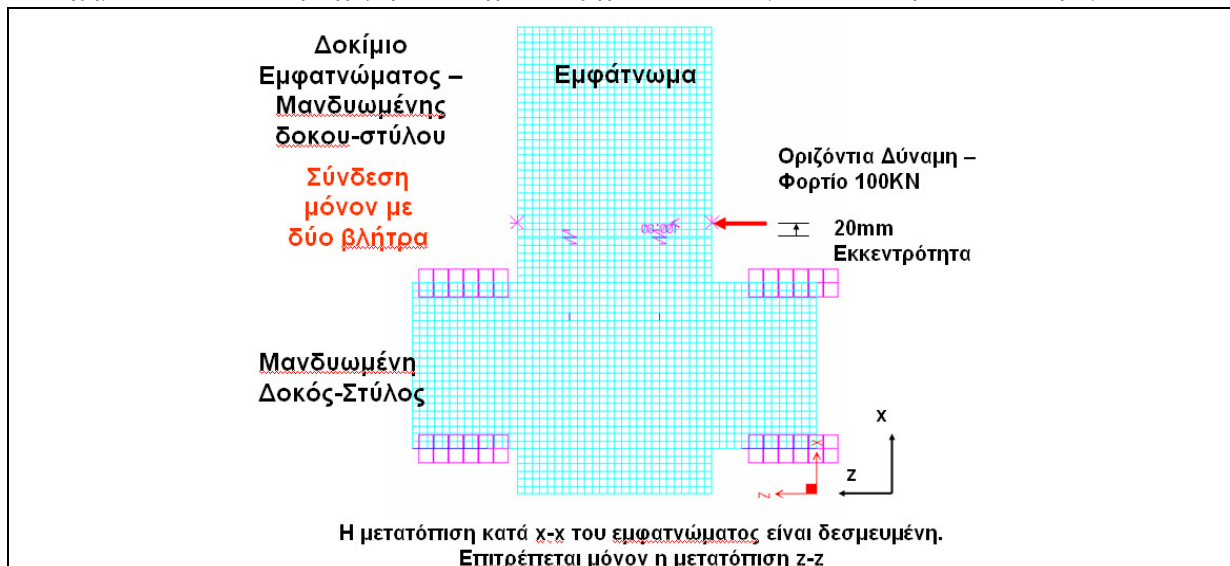 Δοκίμιο
Εμφατνώματος –
Μανδυωμένης
δοκου-στύλου
Σύνδεση
μόνον με
δύο βλήτρα
Εμφάτνωμα
Οριζόντια Δύναμη –
Φορτίο 100KN
20mm
Εκκεντρότητα
Μανδυωμένη
Δοκός-Στύλος
X
Z
X
Z
Η μετατόπιση κατά x-x του εμφατνώματος είναι δεσμευμένη.
Επιτρέπεται μόνον η μετατόπιση z-z